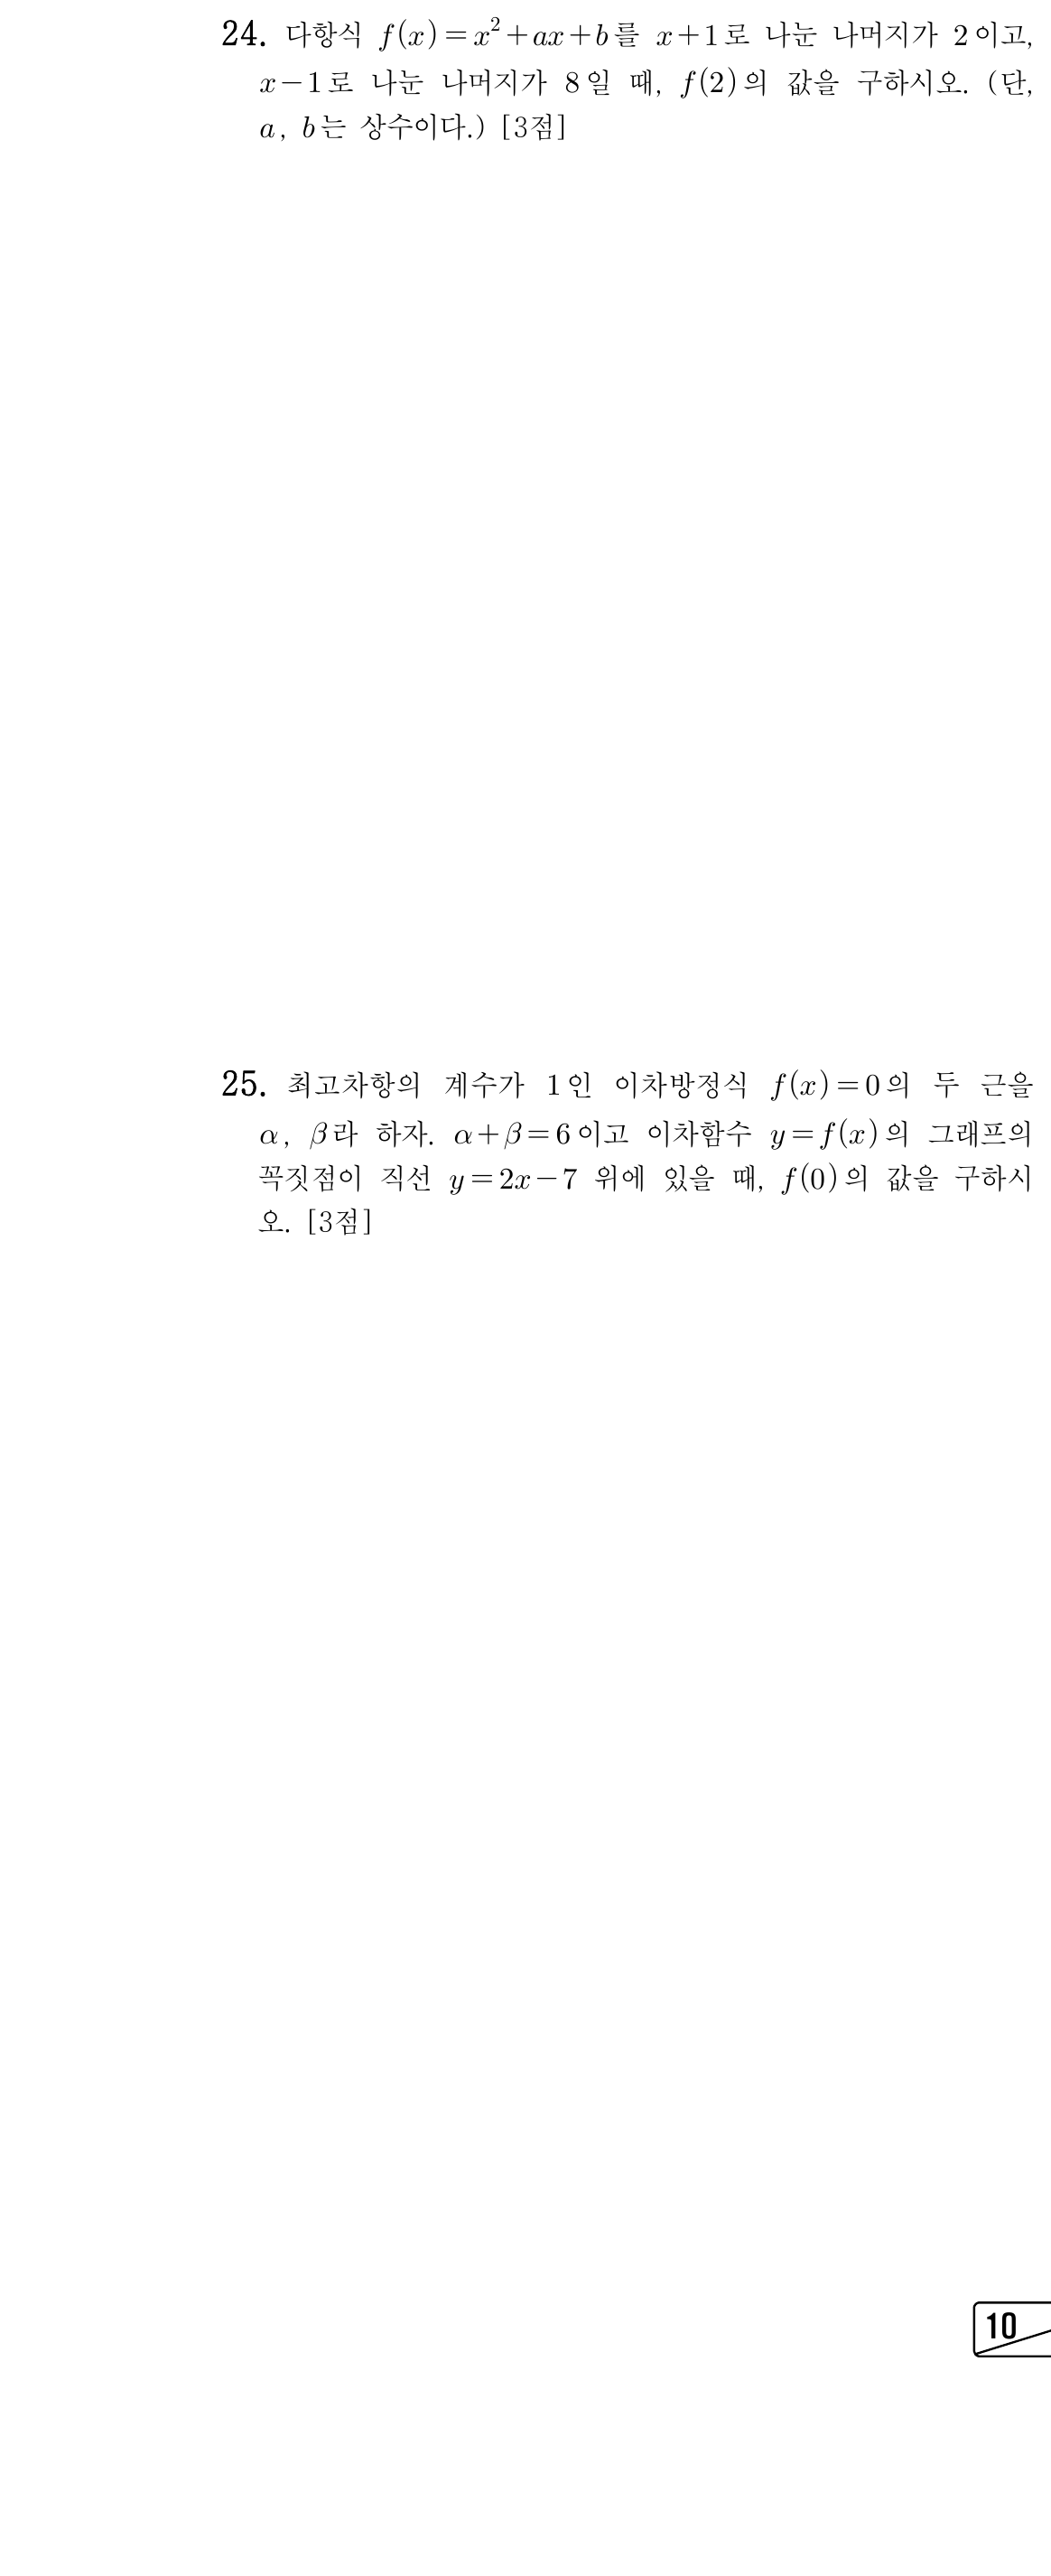 24. 다항식 f(x)=x²+ax+b를 x+1로 나눈 나머지가 2이고,
x-1로 나눈 나머지가 8일 때, f(2)의 값을 구하시오. (단,
a, b는 상수이다.) [3점]
25. 최고차항의 계수가 1인 이차방정식 f(x)=0의 두 근을
α, β라 하자. α+β=6이고 이차함수 y=f(x)의 그래프의
꼭짓점이 직선 y=2x-7 위에 있을 때, f(0)의 값을 구하시
오. [3점]
10